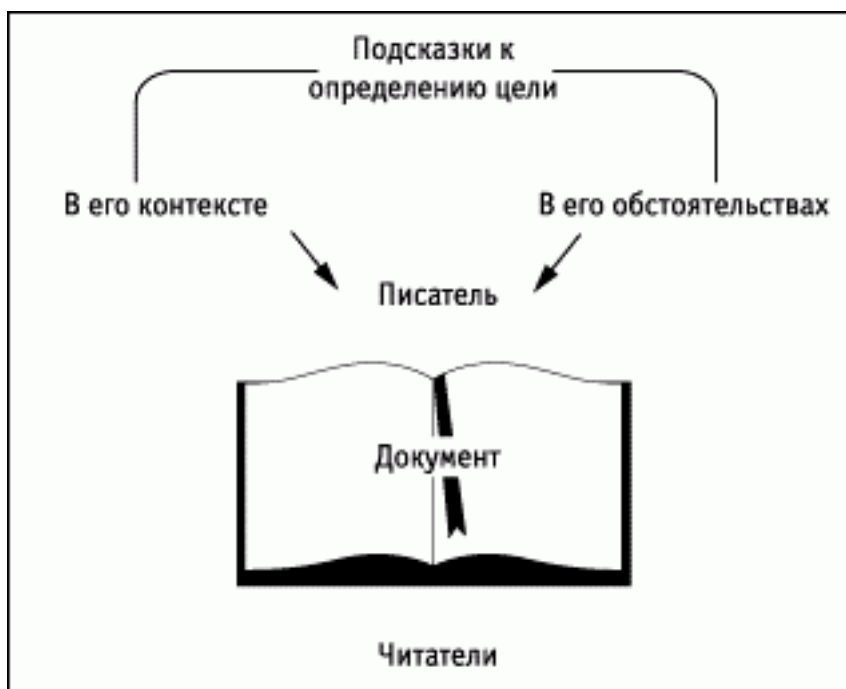 Подсказки к
определению цели
В его контексте
В его обстоятельствах
Писатель
Документ
Читатели